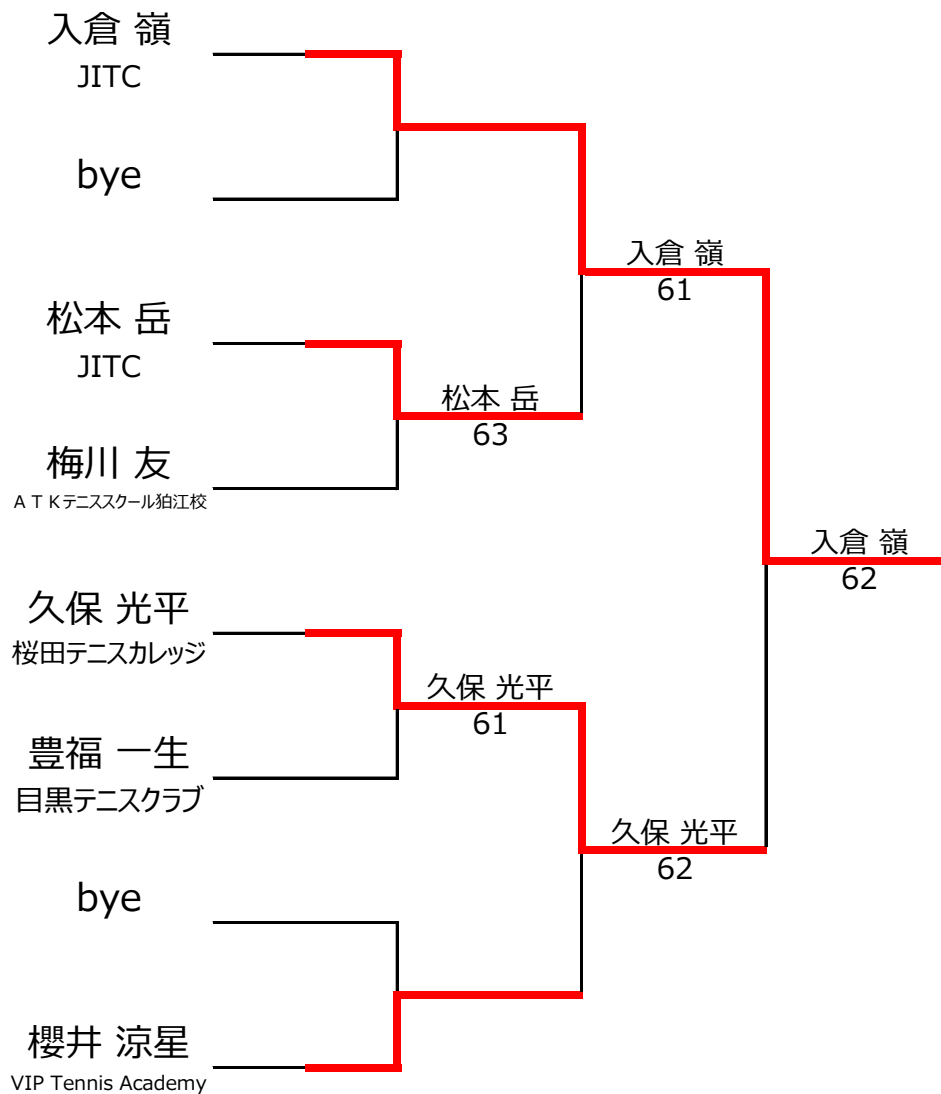 入倉 嶺
JITC
bye
松本 岳
JITC
梅川 友
ＡＴＫテニススクール狛江校
久保 光平
桜田テニスカレッジ
豊福 一生
目黒テニスクラブ
bye
櫻井 涼星
VIP Tennis Academy
松本 岳
63
久保 光平
61
入倉 嶺
61
久保 光平
62
入倉 嶺
62